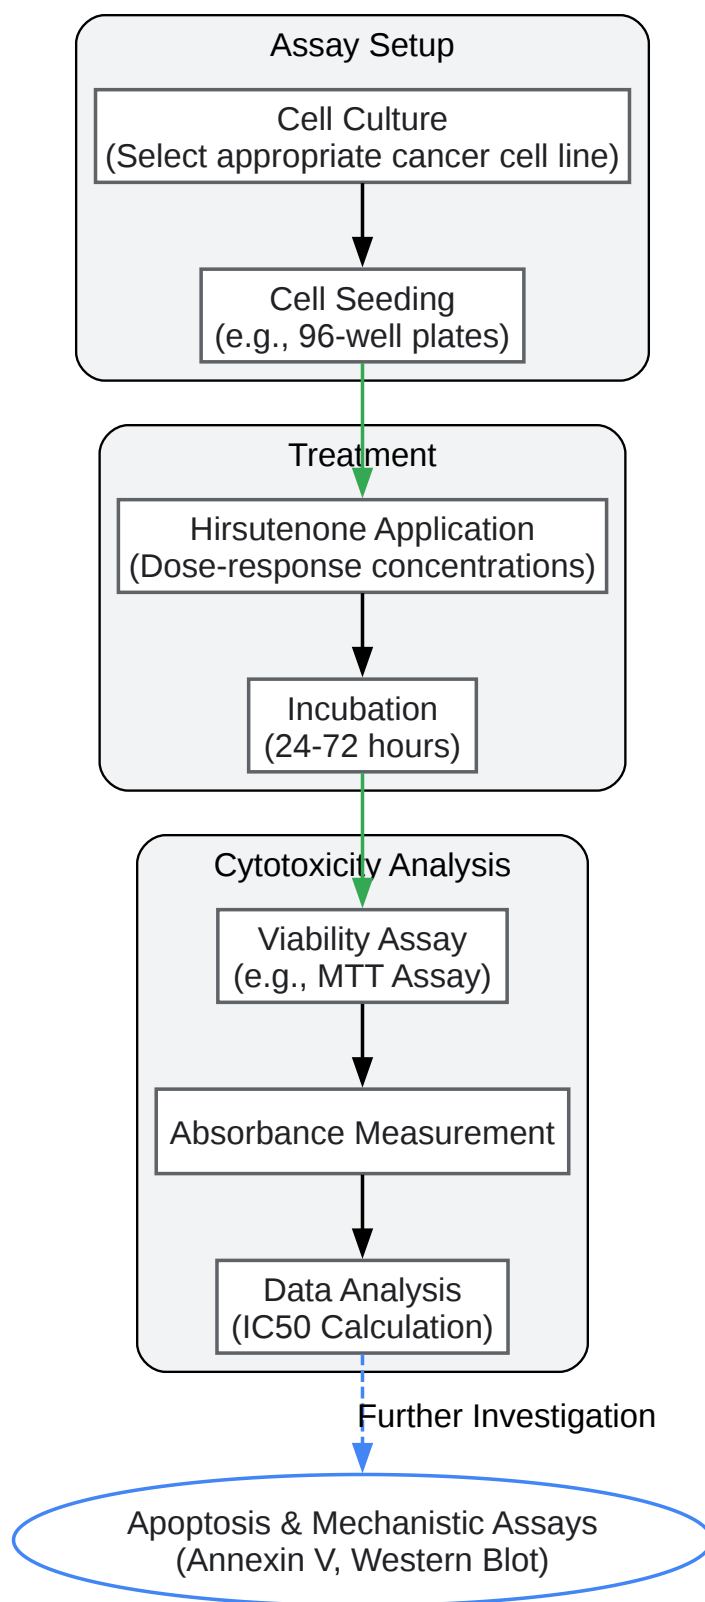 Assay Setup
Cell Culture
(Select appropriate cancer cell line)
Cell Seeding
(e.g., 96-well plates)
Treatment
Hirsutenone Application
(Dose-response concentrations)
Incubation
(24-72 hours)
Cytotoxicity Analysis
Viability Assay
(e.g., MTT Assay)
Absorbance Measurement
Data Analysis
(IC50 Calculation)
Further Investigation
Apoptosis & Mechanistic Assays
(Annexin V, Western Blot)